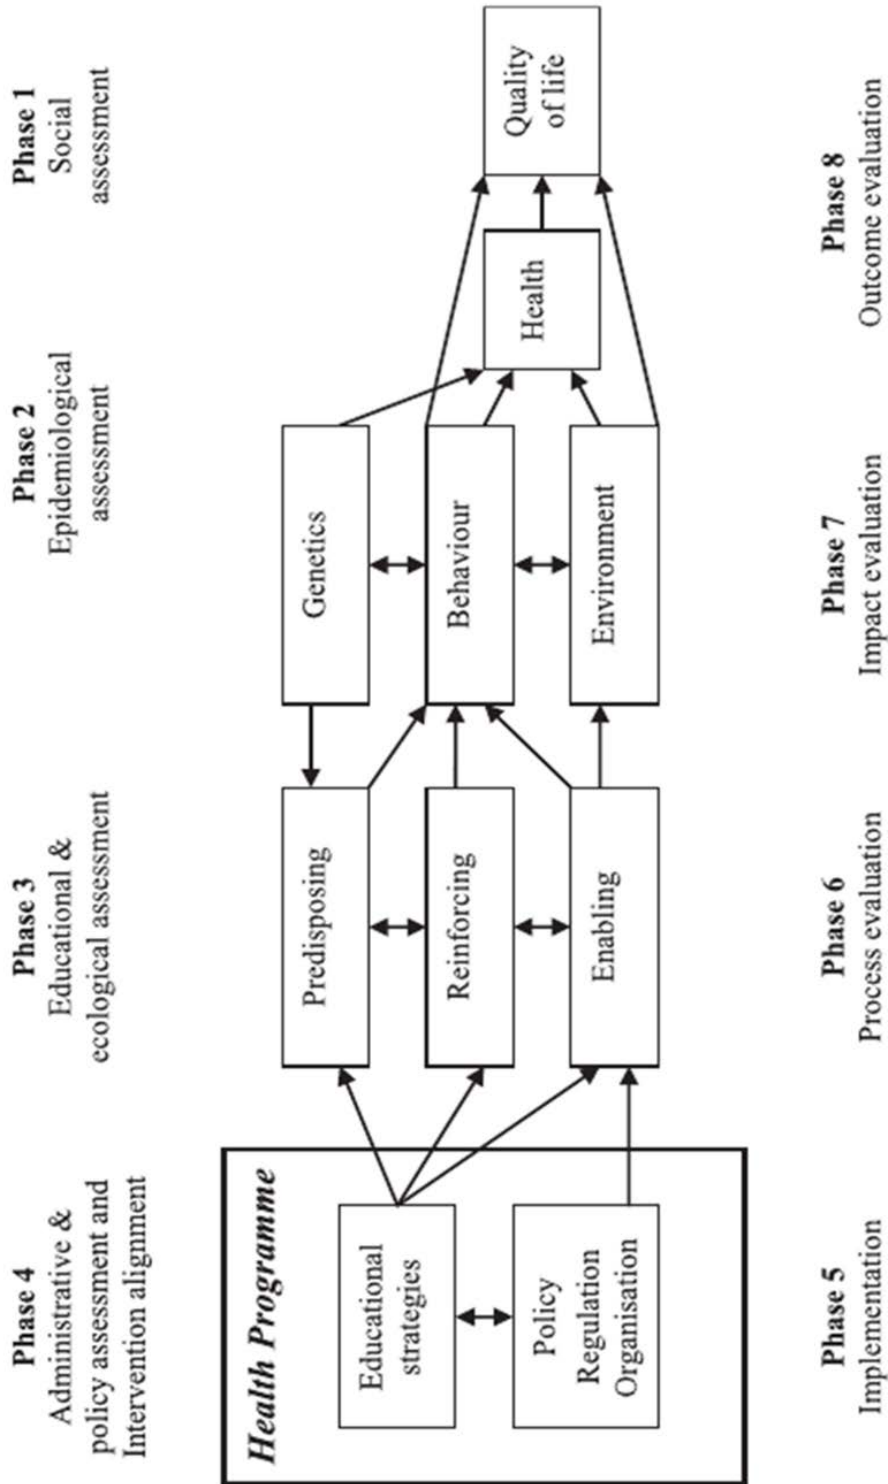 Phase 4
Administrative &
policy assessment and
Intervention alignment
Phase 3
Educational &
ecological assessment
Phase 2
Epidemiological
assessment
Phase 1
Social
assessment
Health Programme
Educational
strategies
Policy
Regulation
Organisation
Predisposing
Reinforcing
Enabling
Genetics
Behaviour
Environment
Health
Quality
of life
Phase 5
Implementation
Phase 6
Process evaluation
Phase 7
Impact evaluation
Phase 8
Outcome evaluation